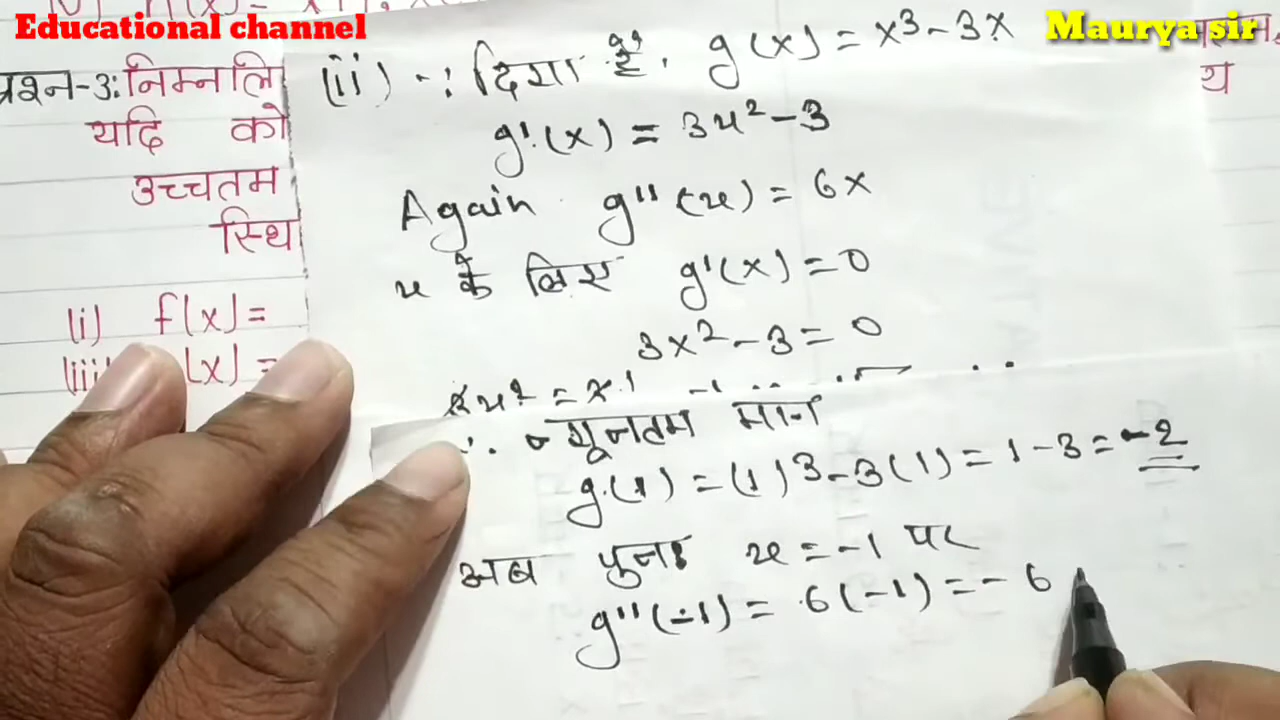 Educational channel
Maurya sir
प्रश्न-3: निम्नलि
यदि को
उच्चतम
स्थि
(i) f(x)=
(iii) (x) =
य
(ii) ∵ दिया है, g(x) = x³ - 3x
g'(x) = 3x² - 3
Again g''(x) = 6x
x के लिए g'(x) = 0
3x² - 3 = 0
∴ न्यूनतम मान
g(1) = (1)³ - 3(1) = 1 - 3 = -2
अब पुनः x = -1 पर
g''(-1) = 6(-1) = - 6